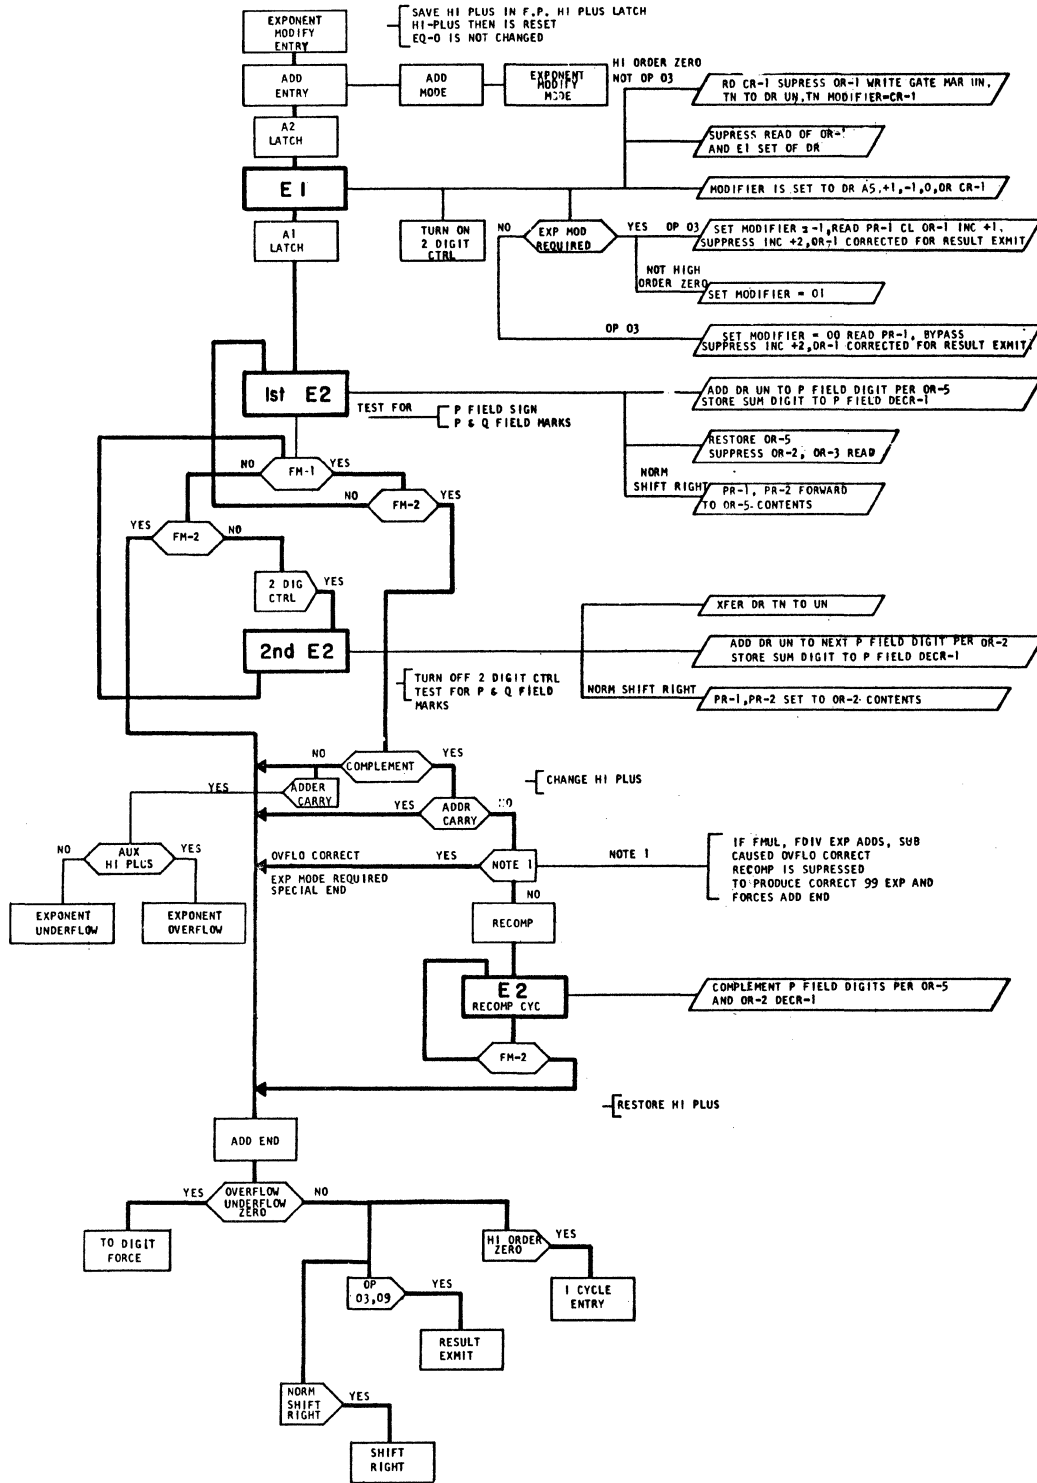 EXPONENT
MODIFY
ENTRY
SAVE HI PLUS IN F.P. HI PLUS LATCH
HI-PLUS THEN IS RESET
EQ-0 IS NOT CHANGED
ADD
ENTRY
ADD
MODE
EXPONENT
MODIFY
MODE
HI ORDER ZERO
NOT OP 03
RD CR-1 SUPRESS OR-1 WRITE GATE MAR UN,
TN TO DR UN,TN MODIFIER=CR-1
A2
LATCH
SUPRESS READ OF OR-1
AND E1 SET OF DR
E1
MODIFIER IS SET TO DR AS,+1,-1,0,OR CR-1
A1
LATCH
TURN ON
2 DIGIT
CTRL
NO
EXP MOD
REQUIRED
YES
OP 03
SET MODIFIER = -1,READ PR-1 CL OR-1 INC +1,
SUPPRESS INC +2,OR-1 CORRECTED FOR RESULT EXMIT
NOT HIGH
ORDER ZERO
SET MODIFIER = 01
OP 03
SET MODIFIER = 00 READ PR-1, BYPASS
SUPPRESS INC +2,OR-1 CORRECTED FOR RESULT EXMIT
1st E2
ADD DR UN TO P FIELD DIGIT PER OR-5
STORE SUM DIGIT TO P FIELD DECR-1
TEST FOR
P FIELD SIGN
P & Q FIELD MARKS
RESTORE OR-5
SUPPRESS OR-2, OR-3 READ
NO
FM-1
YES
NORM
SHIFT RIGHT
PR-1, PR-2 FORWARD
TO OR-5 CONTENTS
NO
FM-2
YES
YES
FM-2
NO
2 DIG
CTRL
YES
XFER DR TN TO UN
2nd E2
ADD DR UN TO NEXT P FIELD DIGIT PER OR-2
STORE SUM DIGIT TO P FIELD DECR-1
TURN OFF 2 DIGIT CTRL
TEST FOR P & Q FIELD
MARKS
NORM SHIFT RIGHT
PR-1,PR-2 SET TO OR-2 CONTENTS
NO
COMPLEMENT
YES
CHANGE HI PLUS
YES
ADDER
CARRY
YES
ADDR
CARRY
NO
NO
AUX
HI PLUS
YES
OVFLO CORRECT
YES
NOTE 1
NOTE 1
IF FMUL, FDIV EXP ADDS, SUB
CAUSED OVFLO CORRECT
RECOMP IS SUPRESSED
TO PRODUCE CORRECT 99 EXP AND
FORCES ADD END
EXP MODE REQUIRED
SPECIAL END
NO
EXPONENT
UNDERFLOW
EXPONENT
OVERFLOW
RECOMP
E2
RECOMP CYC
COMPLEMENT P FIELD DIGITS PER OR-5
AND OR-2 DECR-1
FM-2
RESTORE HI PLUS
ADD END
YES
OVERFLOW
UNDERFLOW
ZERO
NO
TO DIGIT
FORCE
HI ORDER
ZERO
YES
OP
03,09
YES
I CYCLE
ENTRY
RESULT
EXMIT
NORM
SHIFT
RIGHT
YES
SHIFT
RIGHT